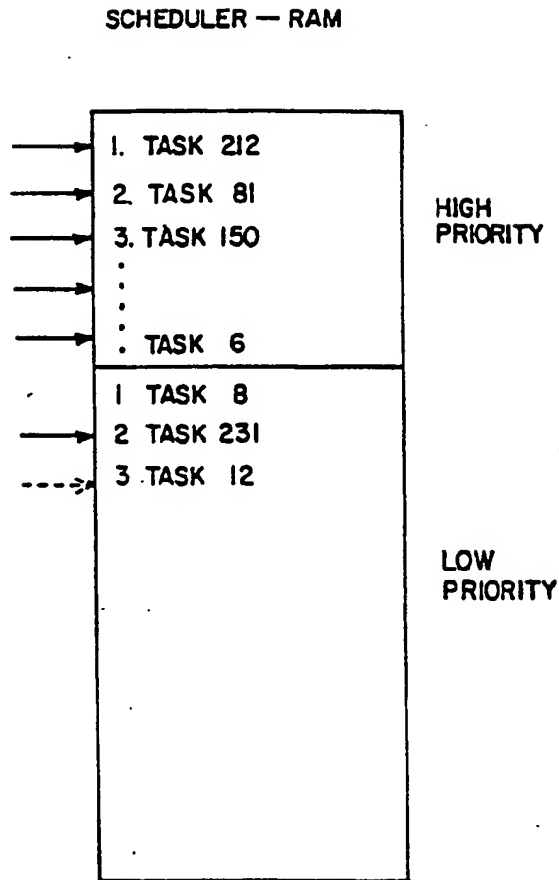 SCHEDULER — RAM
1. TASK 212
2. TASK 81
3. TASK 150
HIGH
PRIORITY
. TASK 6
1 TASK 8
2 TASK 231
3 TASK 12
LOW
PRIORITY